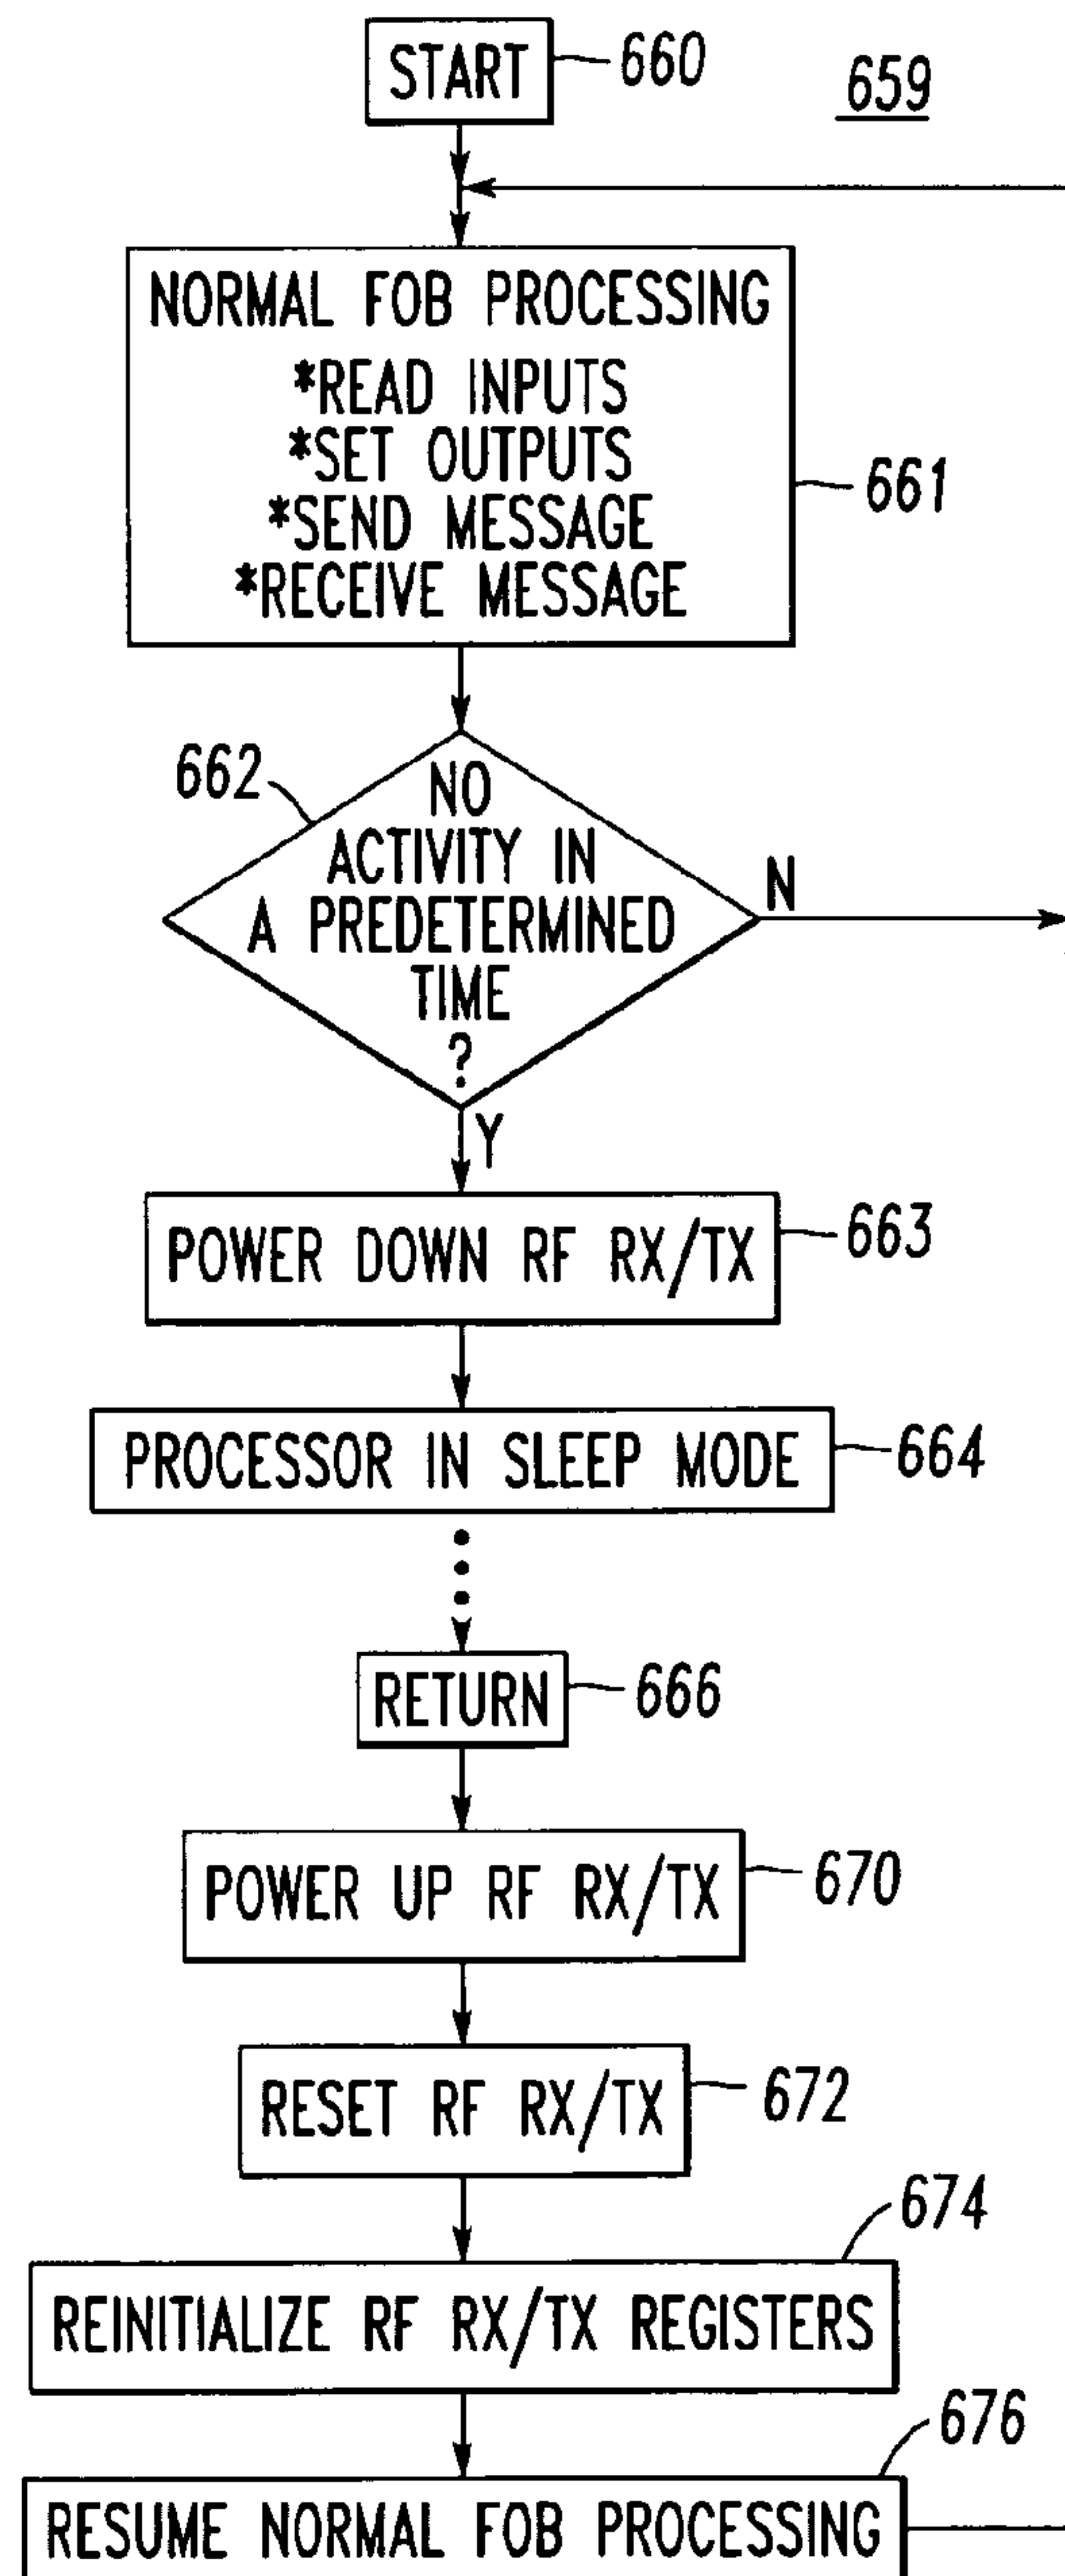 START
660
659
NORMAL FOB PROCESSING
*READ INPUTS
*SET OUTPUTS
*SEND MESSAGE
*RECEIVE MESSAGE
661
662
NO
ACTIVITY IN
A PREDETERMINED
TIME
?
N
Y
POWER DOWN RF RX/TX
663
PROCESSOR IN SLEEP MODE
664
RETURN
666
POWER UP RF RX/TX
670
RESET RF RX/TX
672
674
REINITIALIZE RF RX/TX REGISTERS
676
RESUME NORMAL FOB PROCESSING